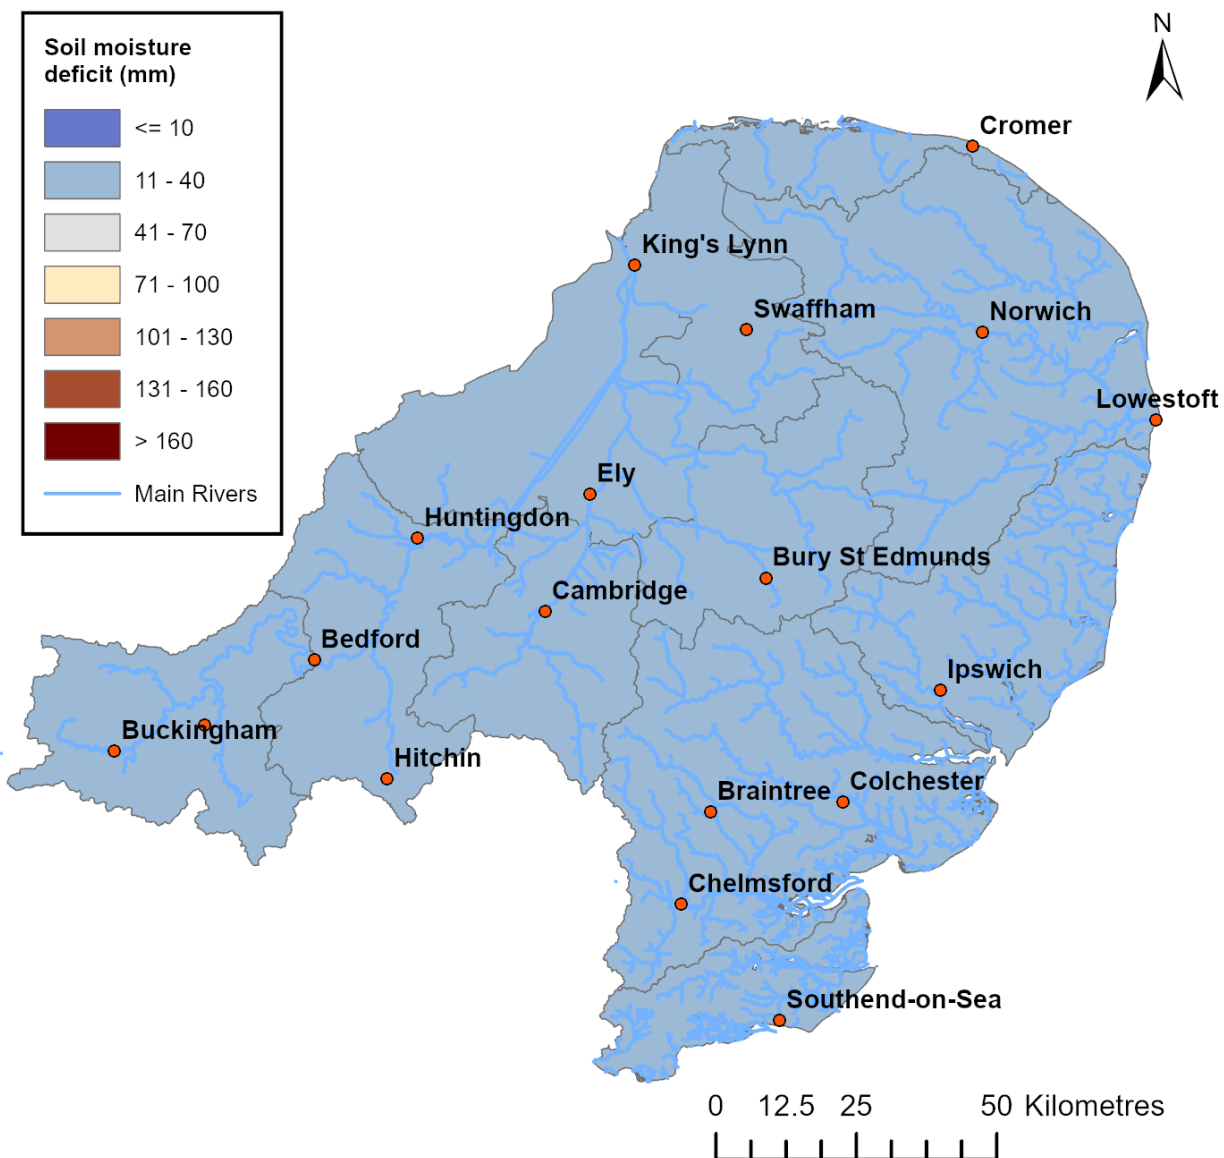 Soil moisture
deficit (mm)
<= 10
11 - 40
41 - 70
71 - 100
101 - 130
131 - 160
> 160
Main Rivers
N
Cromer
King's Lynn
Swaffham
Norwich
Lowestoft
Ely
Huntingdon
Bury St Edmunds
Cambridge
Bedford
Ipswich
Buckingham
Hitchin
Braintree
Colchester
Chelmsford
Southend-on-Sea
0 12.5 25 50 Kilometres